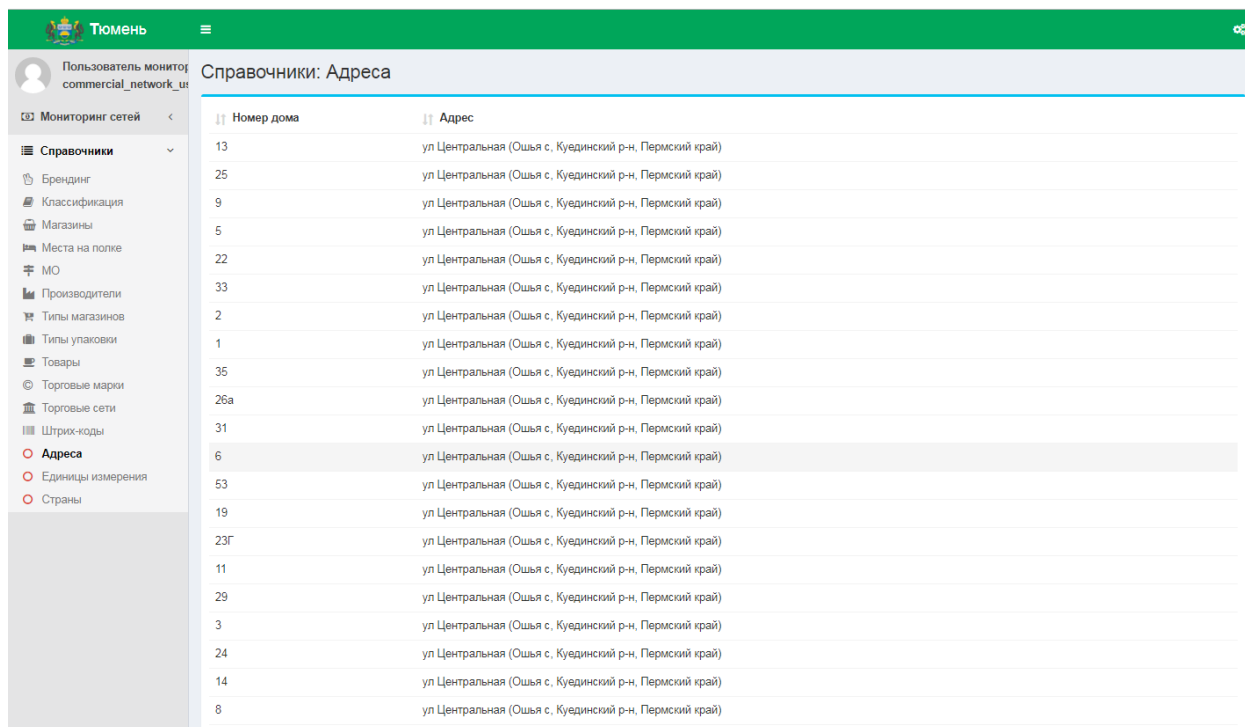 Тюмень
Пользователь монитор
commercial_network_us
Мониторинг сетей
Справочники
Брендинг
Классификация
Магазины
Места на полке
МО
Производители
Типы магазинов
Типы упаковки
Товары
Торговые марки
Торговые сети
Штрих-коды
Адреса
Единицы измерения
Страны
Справочники: Адреса
Номер дома Адрес
13 ул Центральная (Ошья с, Куединский р-н, Пермский край)
25 ул Центральная (Ошья с, Куединский р-н, Пермский край)
9 ул Центральная (Ошья с, Куединский р-н, Пермский край)
5 ул Центральная (Ошья с, Куединский р-н, Пермский край)
22 ул Центральная (Ошья с, Куединский р-н, Пермский край)
33 ул Центральная (Ошья с, Куединский р-н, Пермский край)
2 ул Центральная (Ошья с, Куединский р-н, Пермский край)
1 ул Центральная (Ошья с, Куединский р-н, Пермский край)
35 ул Центральная (Ошья с, Куединский р-н, Пермский край)
26а ул Центральная (Ошья с, Куединский р-н, Пермский край)
31 ул Центральная (Ошья с, Куединский р-н, Пермский край)
6 ул Центральная (Ошья с, Куединский р-н, Пермский край)
53 ул Центральная (Ошья с, Куединский р-н, Пермский край)
19 ул Центральная (Ошья с, Куединский р-н, Пермский край)
23Г ул Центральная (Ошья с, Куединский р-н, Пермский край)
11 ул Центральная (Ошья с, Куединский р-н, Пермский край)
29 ул Центральная (Ошья с, Куединский р-н, Пермский край)
3 ул Центральная (Ошья с, Куединский р-н, Пермский край)
24 ул Центральная (Ошья с, Куединский р-н, Пермский край)
14 ул Центральная (Ошья с, Куединский р-н, Пермский край)
8 ул Центральная (Ошья с, Куединский р-н, Пермский край)